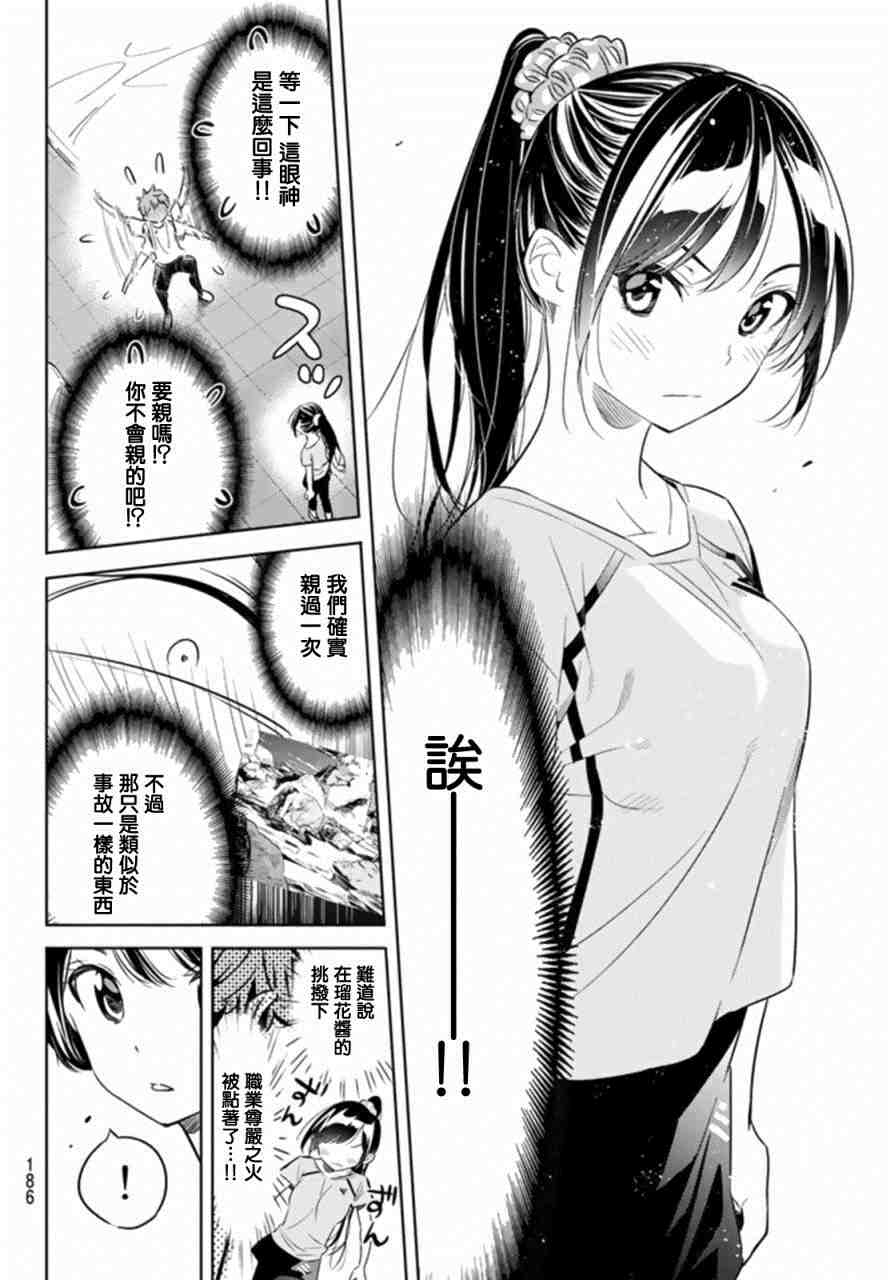 誒——!!
等一下 這眼神
是這麼回事!!
ズイ
要親嗎!?
你不會親的吧!?
我們確實
親過一次
不過
那只是類似於
事故一樣的東西
難道說
在瑠花醬的
挑撥下
職業尊嚴之火
被點著了…!!
！
186